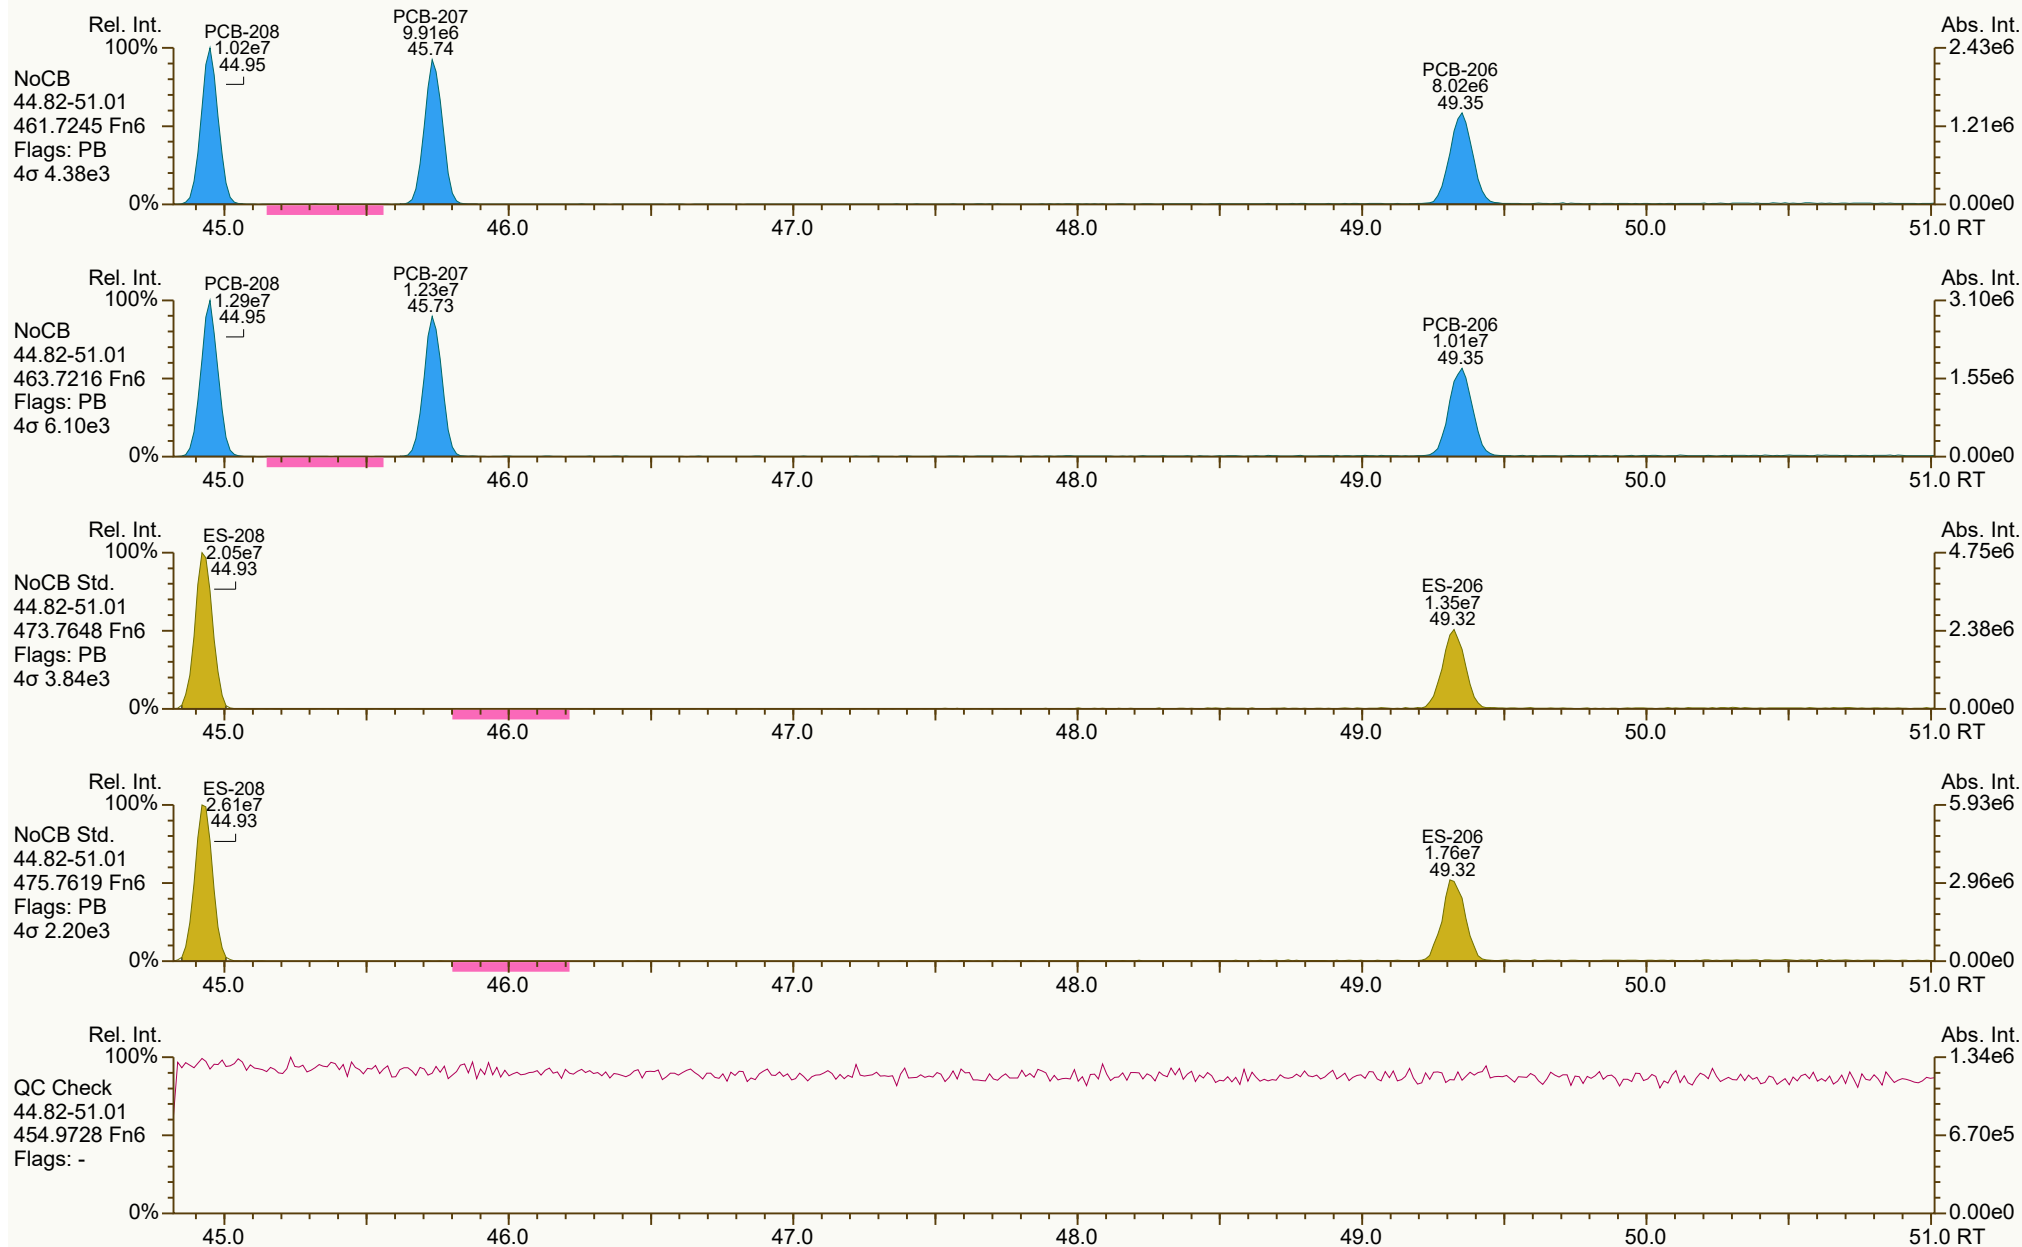 Rel. Int.
100%
0%
NoCB
44.82-51.01
461.7245 Fn6
Flags: PB
4σ 4.38e3
PCB-208
1.02e7
44.95
PCB-207
9.91e6
45.74
PCB-206
8.02e6
49.35
Abs. Int.
2.43e6
1.21e6
0.00e0
45.0 46.0 47.0 48.0 49.0 50.0 51.0 RT
Rel. Int.
100%
0%
NoCB
44.82-51.01
463.7216 Fn6
Flags: PB
4σ 6.10e3
PCB-208
1.29e7
44.95
PCB-207
1.23e7
45.73
PCB-206
1.01e7
49.35
Abs. Int.
3.10e6
1.55e6
0.00e0
45.0 46.0 47.0 48.0 49.0 50.0 51.0 RT
Rel. Int.
100%
0%
NoCB Std.
44.82-51.01
473.7648 Fn6
Flags: PB
4σ 3.84e3
ES-208
2.05e7
44.93
ES-206
1.35e7
49.32
Abs. Int.
4.75e6
2.38e6
0.00e0
45.0 46.0 47.0 48.0 49.0 50.0 51.0 RT
Rel. Int.
100%
0%
NoCB Std.
44.82-51.01
475.7619 Fn6
Flags: PB
4σ 2.20e3
ES-208
2.61e7
44.93
ES-206
1.76e7
49.32
Abs. Int.
5.93e6
2.96e6
0.00e0
45.0 46.0 47.0 48.0 49.0 50.0 51.0 RT
Rel. Int.
100%
0%
QC Check
44.82-51.01
454.9728 Fn6
Flags: -
Abs. Int.
1.34e6
6.70e5
0.00e0
45.0 46.0 47.0 48.0 49.0 50.0 51.0 RT